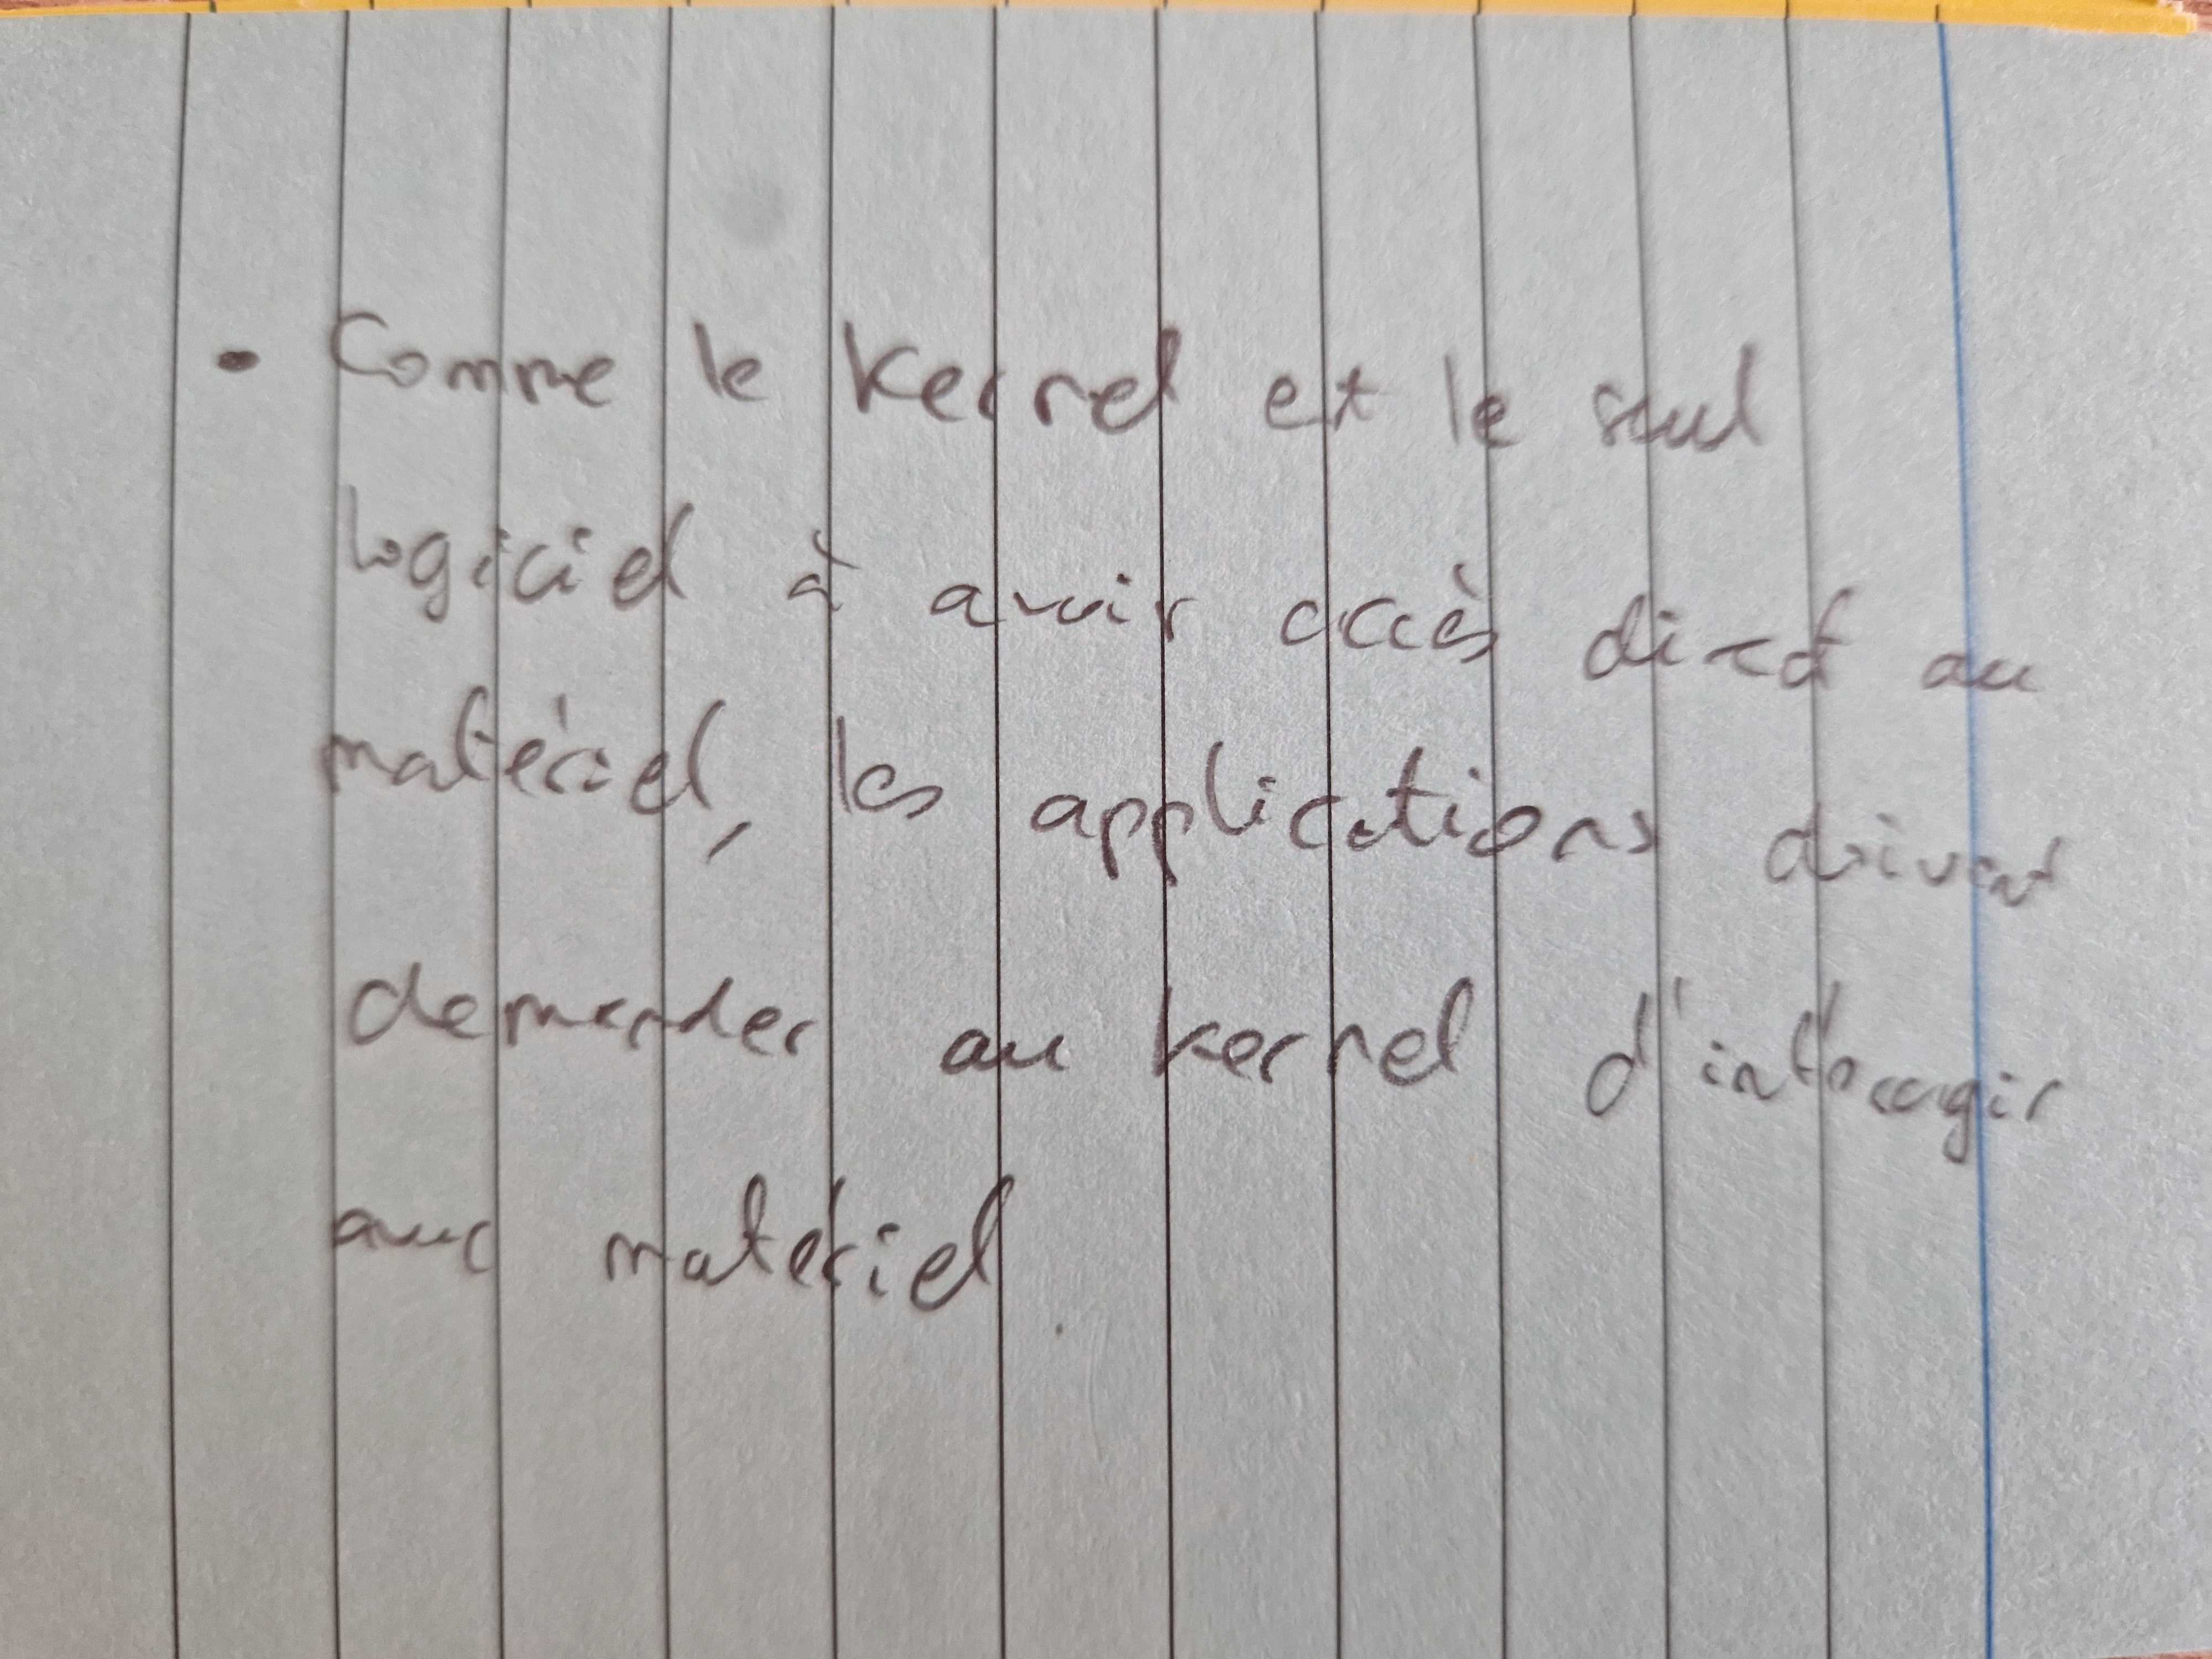 • Comme le kernel et le seul
logiciel à avoir accès direct au
matériel, les applications doivent
demander au kernel d'interagir
avec matériel.